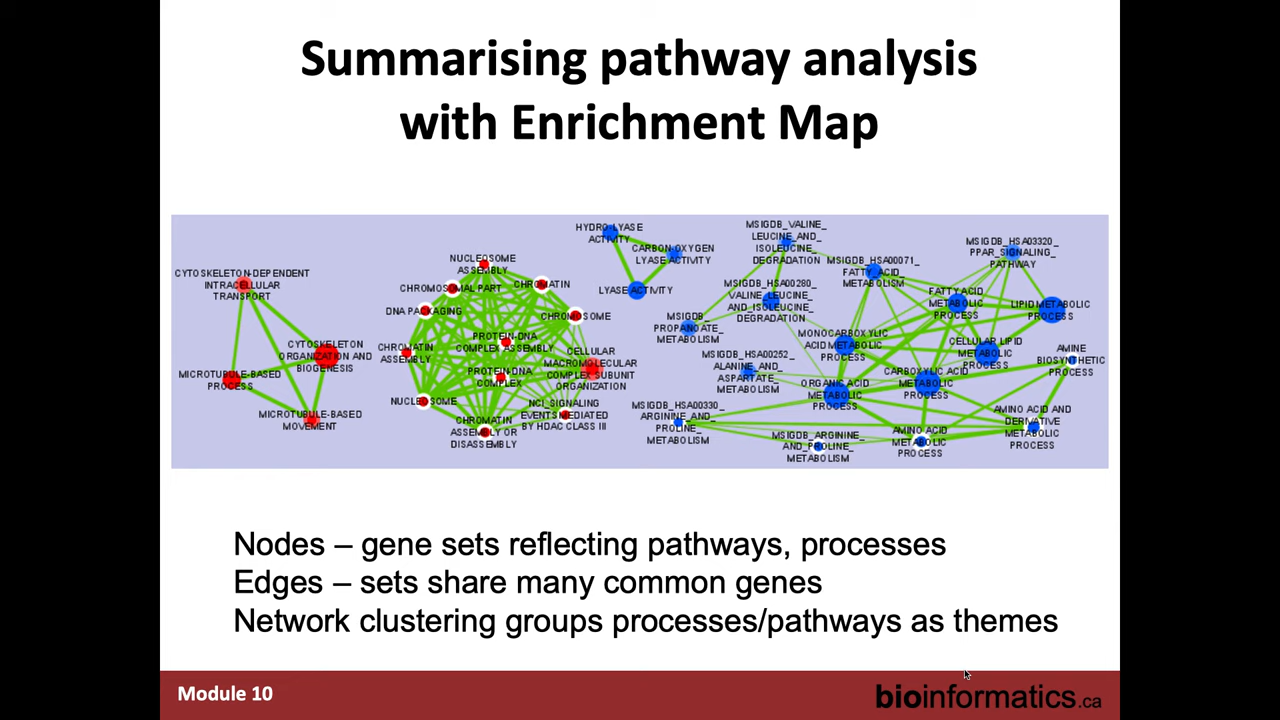 Summarising pathway analysis
with Enrichment Map
CYTOSKELETON-DEPENDENT
INTRACELLULAR
TRANSPORT
CYTOSKELETON
ORGANIZATION AND
BIOGENESIS
MICROTUBULE-BASED
PROCESS
MICROTUBULE-BASED
MOVEMENT
NUCLEOSOME
ASSEMBLY
CHROMOSOMAL PART
CHROMATIN
DNA PACKAGING
CHROMOSOME
PROTEIN-DNA
COMPLEX ASSEMBLY
CHROMATIN
ASSEMBLY
CELLULAR
MACROMOLECULAR
COMPLEX SUBUNIT
ORGANIZATION
PROTEIN-DNA
COMPLEX
NUCLEOSOME
NCI_SIGNALING
EVENTS MEDIATED
BY HDAC CLASS III
CHROMATIN
ASSEMBLY OR
DISASSEMBLY
HYDRO-LYASE
ACTIVITY
CARBON-OXYGEN
LYASE ACTIVITY
LYASE ACTIVITY
MSIGDB_VALINE_
LEUCINE_AND_
ISOLEUCINE_
DEGRADATION
MSIGDB_HSA00280_
VALINE_LEUCINE_
AND_ISOLEUCINE_
DEGRADATION
MSIGDB_HSA00071_
FATTY_ACID_
METABOLISM
MSIGDB_HSA03320_
PPAR_SIGNALING_
PATHWAY
MSIGDB_
PROPANOATE_
METABOLISM
FATTY ACID
METABOLIC
PROCESS
LIPID METABOLIC
PROCESS
MONOCARBOXYLIC
ACID METABOLIC
PROCESS
CELLULAR LIPID
METABOLIC
PROCESS
AMINE
BIOSYNTHETIC
PROCESS
MSIGDB_HSA00252_
ALANINE_AND_
ASPARTATE_
METABOLISM
ORGANIC ACID
METABOLIC
PROCESS
CARBOXYLIC ACID
METABOLIC
PROCESS
MSIGDB_HSA00330_
ARGININE_AND_
PROLINE_
METABOLISM
MSIGDB_ARGININE_
AND_PROLINE_
METABOLISM
AMINO ACID
METABOLIC
PROCESS
AMINO ACID AND
DERIVATIVE
METABOLIC
PROCESS
Nodes – gene sets reflecting pathways, processes
Edges – sets share many common genes
Network clustering groups processes/pathways as themes
Module 10
bioinformatics.ca